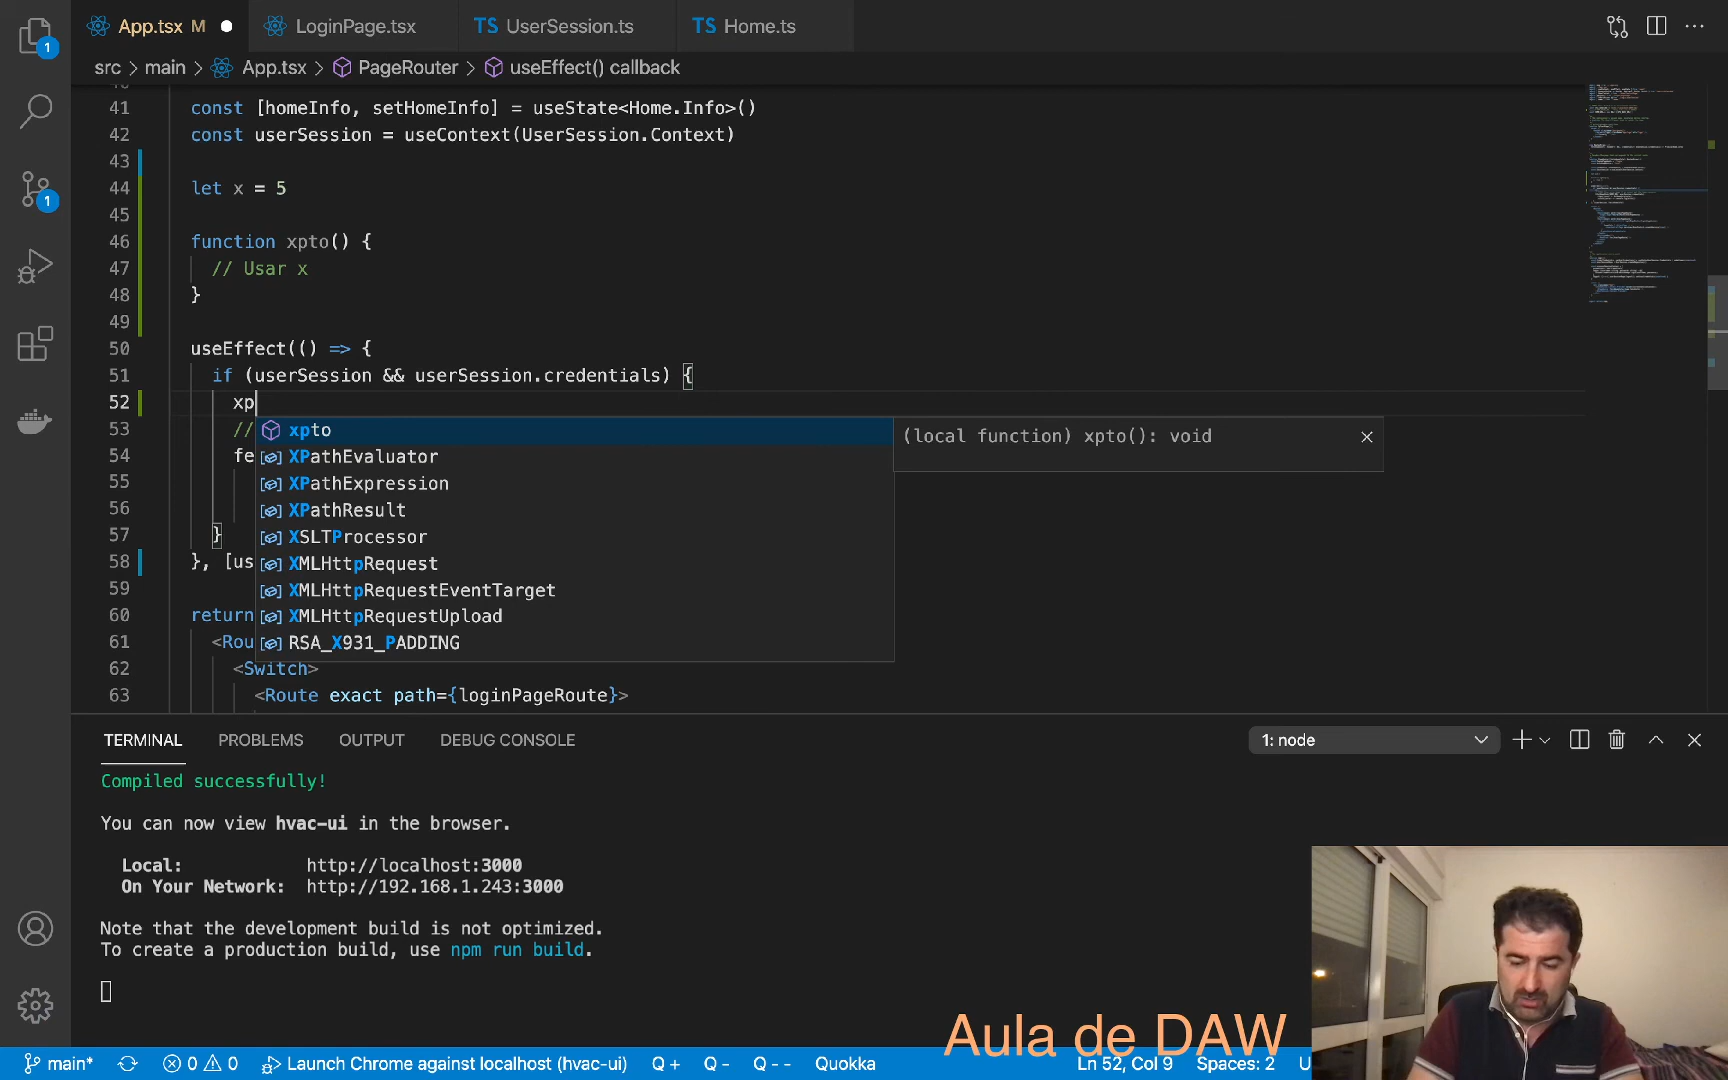 App.tsx M
LoginPage.tsx
TS UserSession.ts
TS Home.ts
src > main > App.tsx > PageRouter > useEffect() callback
1
1
41 const [homeInfo, setHomeInfo] = useState<Home.Info>()
42 const userSession = useContext(UserSession.Context)
43
44 let x = 5
45
46 function xpto() {
47 // Usar x
48 }
49
50 useEffect(() => {
51 if (userSession && userSession.credentials) {
52 xp
53 //
54 fe
55
56
57 }
58 }, [us
59
60 return
61 <Rou
62 <Switch>
63 <Route exact path={loginPageRoute}>
xpto
XPathEvaluator
XPathExpression
XPathResult
XSLTProcessor
XMLHttpRequest
XMLHttpRequestEventTarget
XMLHttpRequestUpload
RSA_X931_PADDING
(local function) xpto(): void
TERMINAL PROBLEMS OUTPUT DEBUG CONSOLE
1: node
Compiled successfully!
You can now view hvac-ui in the browser.
Local: http://localhost:3000
On Your Network: http://192.168.1.243:3000
Note that the development build is not optimized.
To create a production build, use npm run build.
Aula de DAW
main* 0 0 Launch Chrome against localhost (hvac-ui) Q + Q - Q - - Quokka Ln 52, Col 9 Spaces: 2 U